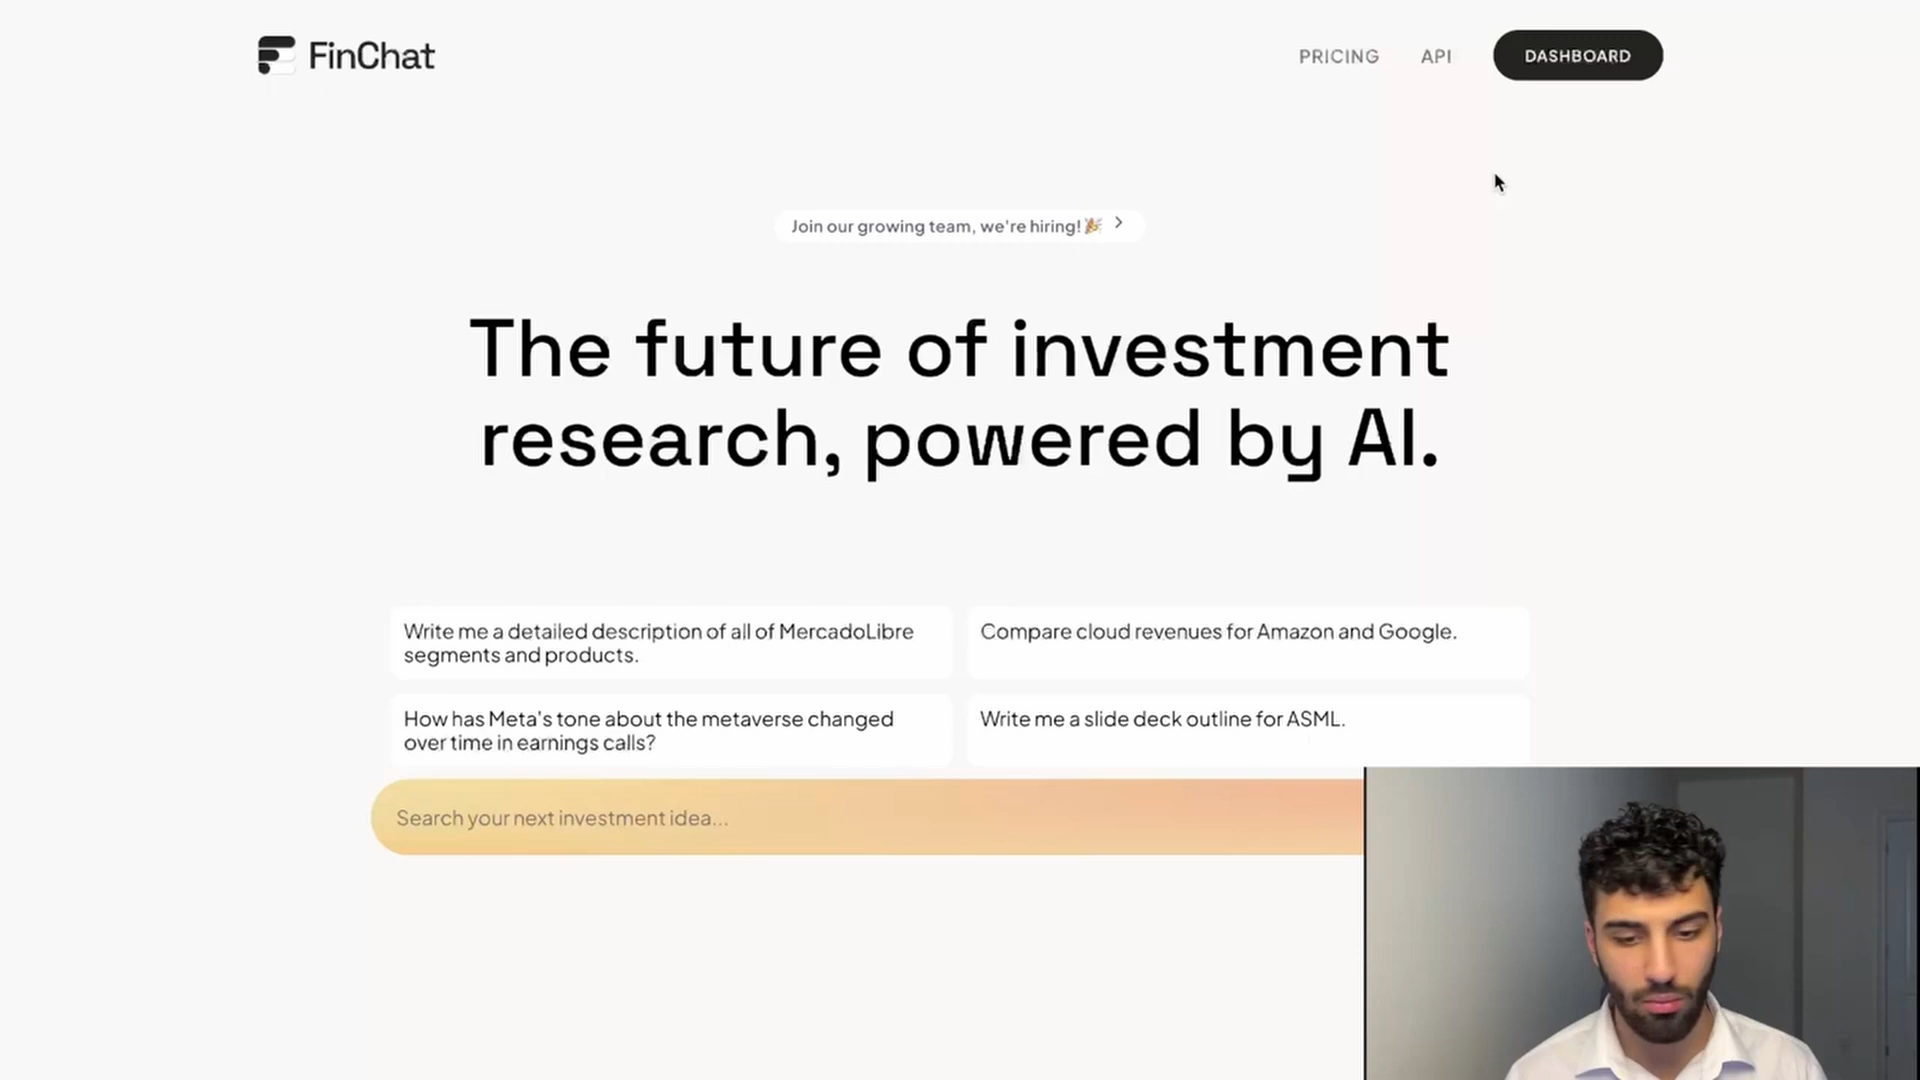 FinChat
PRICING
API
DASHBOARD
Join our growing team, we're hiring! 🎉 >
The future of investment
research, powered by AI.
Write me a detailed description of all of MercadoLibre
segments and products.
Compare cloud revenues for Amazon and Google.
How has Meta's tone about the metaverse changed
over time in earnings calls?
Write me a slide deck outline for ASML.
Search your next investment idea...